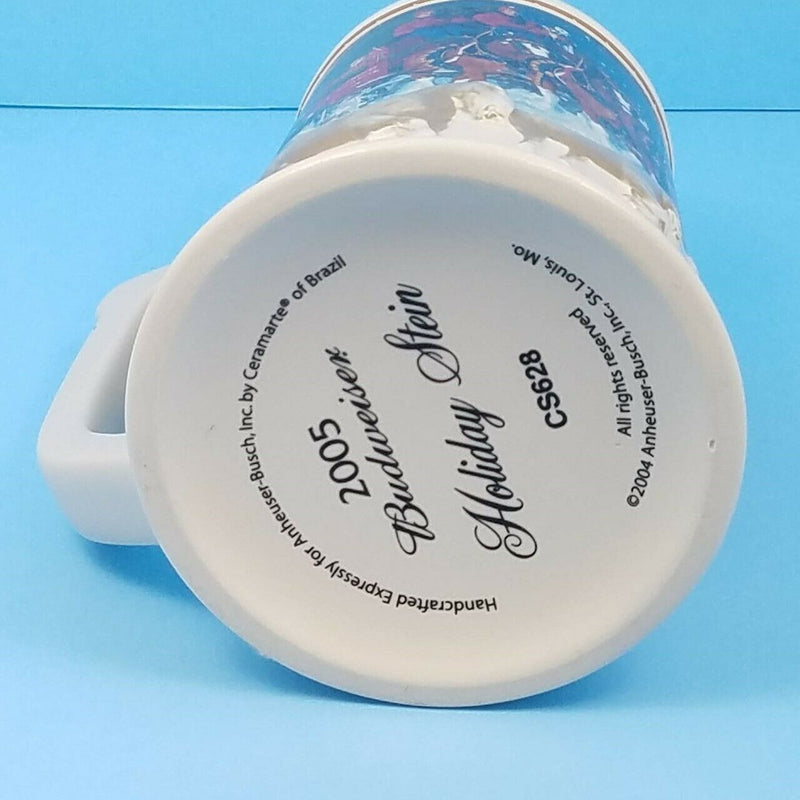 Handcrafted Expressly for Anheuser-Busch, Inc. by Ceramarte® of Brazil
2005
Budweiser
Holiday Stein
CS628
All rights reserved
©2004 Anheuser-Busch, Inc., St. Louis, Mo.